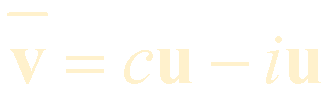 v̅ = cu − iu